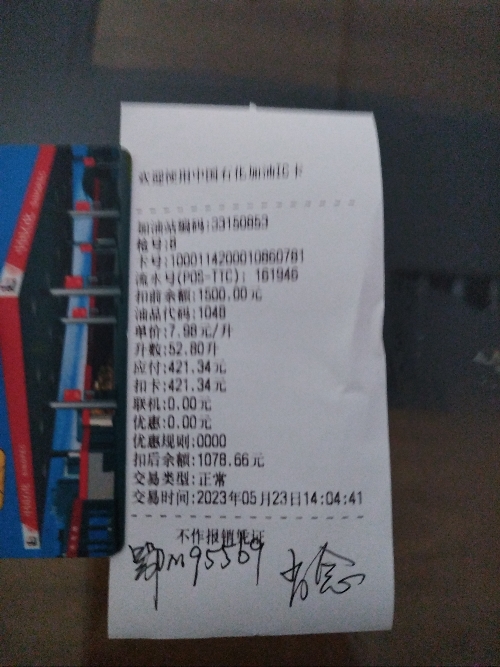 欢迎使用中国石化加油IC卡
加油站编码:33150853
枪号:8
卡号:1000114200010860781
流水号(POS-TTC): 161946
扣前余额:1500.00元
油品代码:1048
单价:7.98元/升
升数:52.80升
应付:421.34元
扣卡:421.34元
联机:0.00元
优惠:0.00元
优惠规则:0000
扣后余额:1078.66元
交易类型:正常
交易时间:2023年05月23日14:04:41
不作报销凭证
鄂M95569